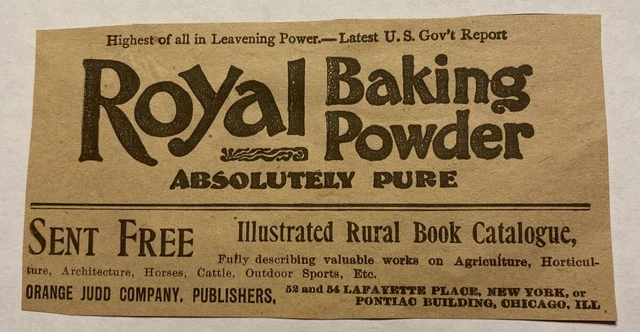 Highest of all in Leavening Power.—Latest U. S. Gov't Report
Royal Baking
Powder
ABSOLUTELY PURE
SENT FREE Illustrated Rural Book Catalogue,
Fully describing valuable works on Agriculture, Horticul-
ture, Architecture, Horses, Cattle, Outdoor Sports, Etc.
ORANGE JUDD COMPANY, PUBLISHERS, 52 and 54 LAFAYETTE PLACE, NEW YORK, or
PONTIAC BUILDING, CHICAGO, ILL